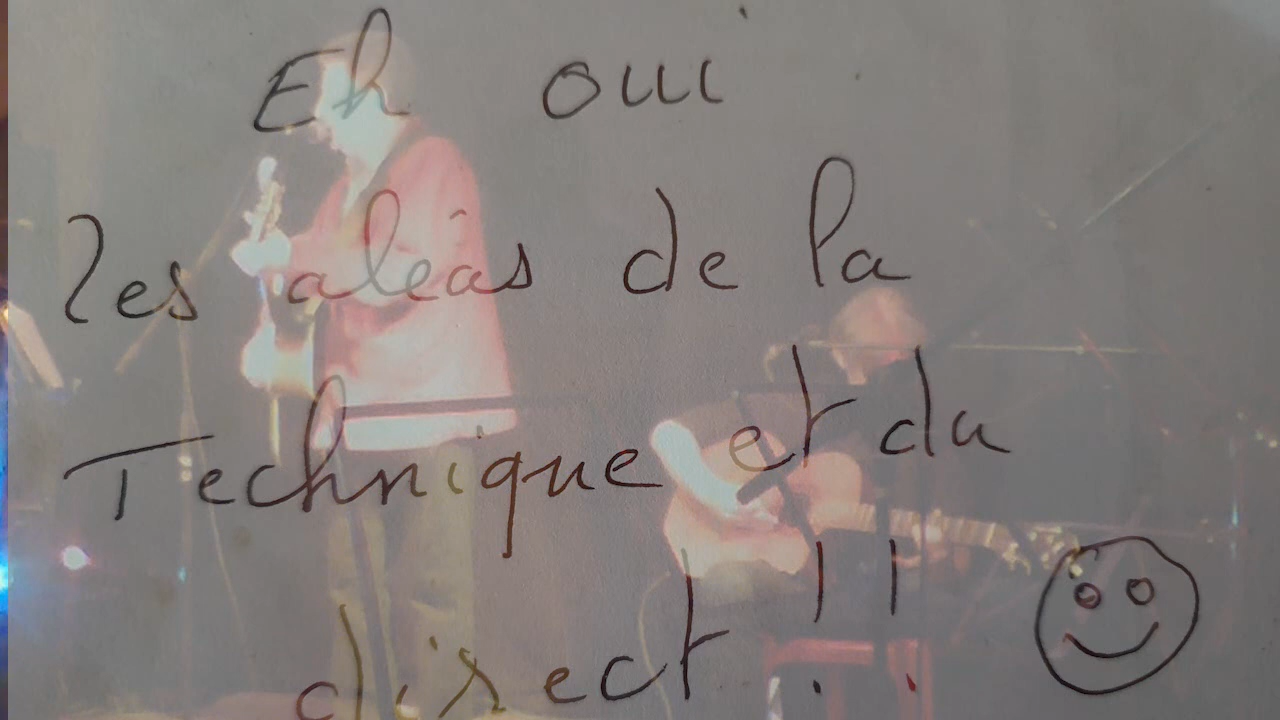 Eh oui
les aléas de la
Technique et du
direct !!